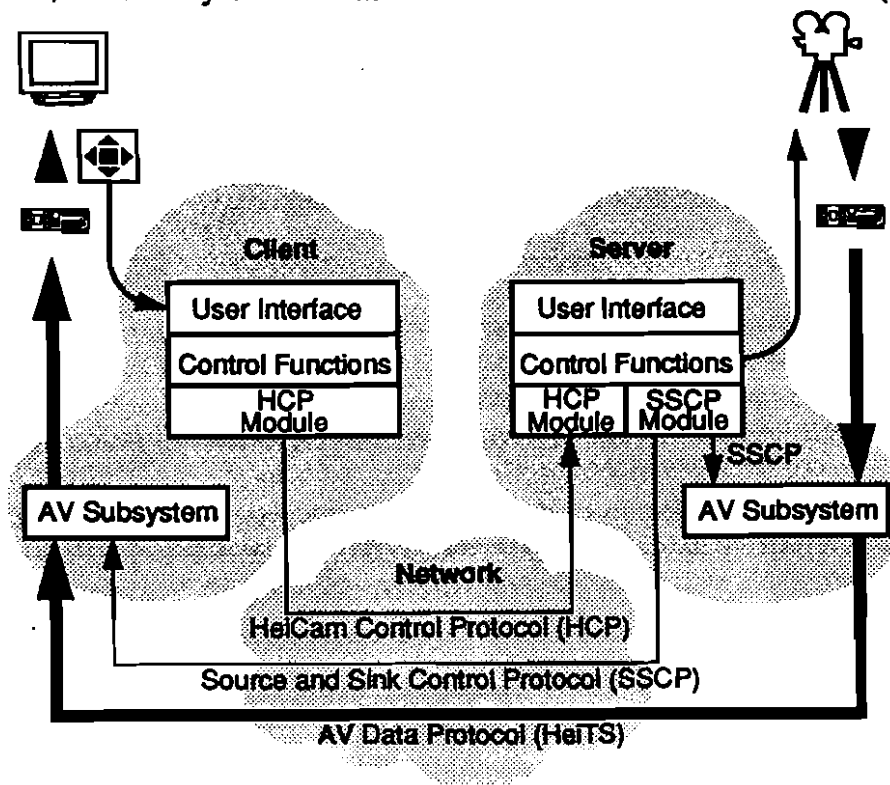 Client
User Interface
Control Functions
HCP
Module
AV Subsystem
Server
User Interface
Control Functions
HCP
Module
SSCP
Module
SSCP
AV Subsystem
Network
HeiCam Control Protocol (HCP)
Source and Sink Control Protocol (SSCP)
AV Data Protocol (HeiTS)